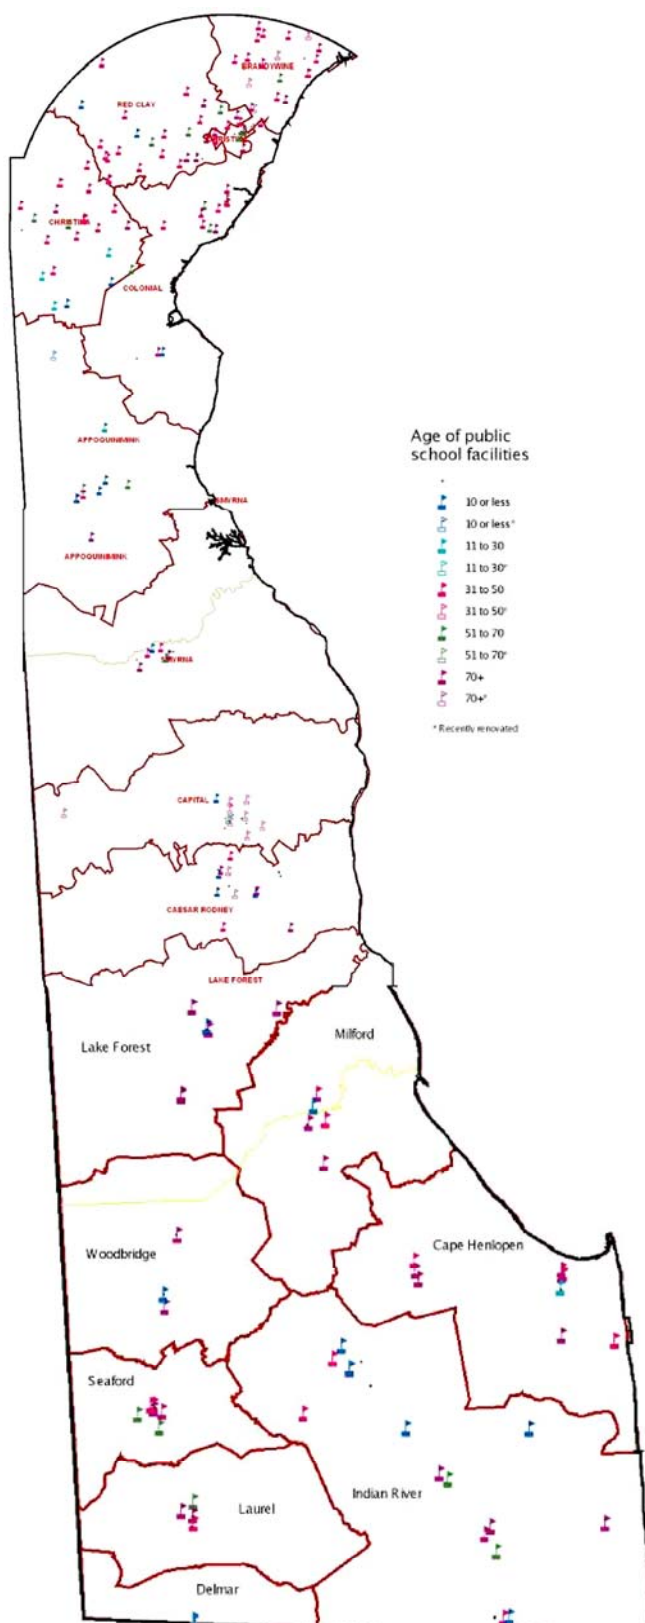 BRANDYWINE
RED CLAY
CHRISTINA
CHRISTINA
COLONIAL
Age of public
school facilities
APPOQUINIMINK
10 or less
SMYRNA
10 or less*
11 to 30
APPOQUINIMINK
11 to 30*
31 to 50
31 to 50*
51 to 70
51 to 70*
SMYRNA
70+
70+*
* Recently renovated
CAPITAL
CAESAR RODNEY
LAKE FOREST
Milford
Lake Forest
Cape Henlopen
Woodbridge
Seaford
Indian River
Laurel
Delmar